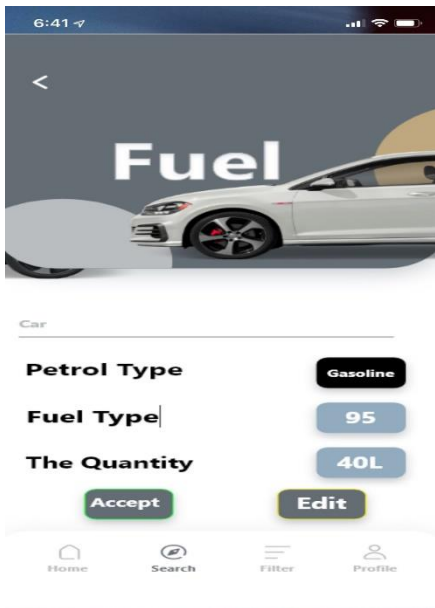 6:41
<
Fuel
Car
Petrol Type Gasoline
Fuel Type 95
The Quantity 40L
Accept Edit
Home Search Filter Profile